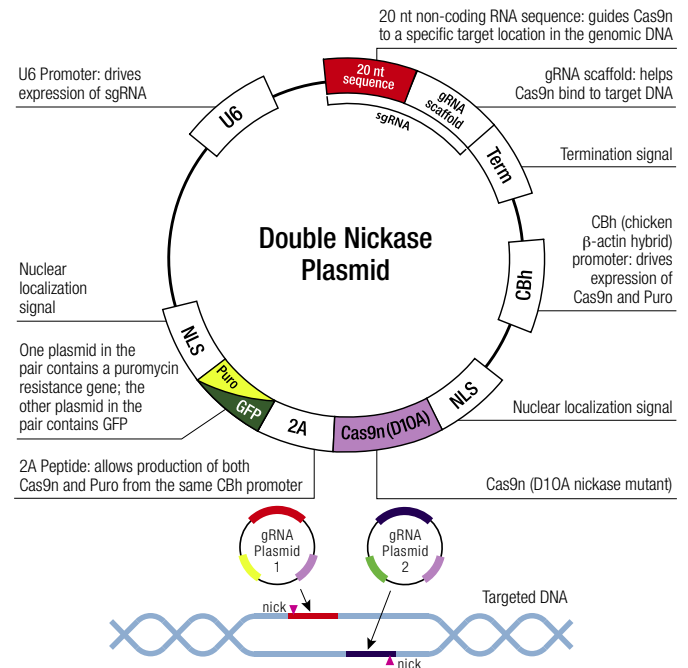 20 nt non-coding RNA sequence: guides Cas9n
to a specific target location in the genomic DNA
U6 Promoter: drives
expression of sgRNA
gRNA scaffold: helps
Cas9n bind to target DNA
20 nt
sequence
gRNA
scaffold
sgRNA
U6
Term
Termination signal
Double Nickase
Plasmid
CBh (chicken
β-actin hybrid)
promoter: drives
expression of
Cas9n and Puro
CBh
Nuclear
localization
signal
NLS
One plasmid in the
pair contains a puromycin
resistance gene; the
other plasmid in the
pair contains GFP
Puro
GFP
2A
Cas9n (D10A)
NLS
Nuclear localization signal
2A Peptide: allows production of both
Cas9n and Puro from the same CBh promoter
Cas9n (D10A nickase mutant)
gRNA
Plasmid
1
gRNA
Plasmid
2
Targeted DNA
nick
nick